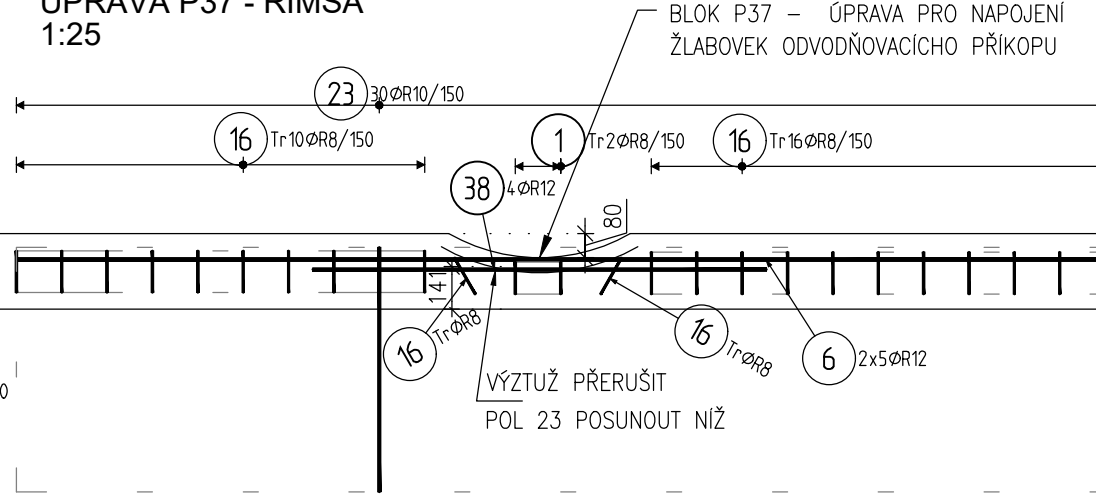 ÚPRAVA P37 - ŘÍMSA
1:25
BLOK P37 – ÚPRAVA PRO NAPOJENÍ
ŽLABOVEK ODVODŇOVACÍCHO PŘÍKOPU
23 30ØR10/150
16 Tr10ØR8/150
1 Tr2ØR8/150
16 Tr16ØR8/150
38 4ØR12
80
141
16 TrØR8
16 TrØR8
6 2x5ØR12
0
VÝZTUŽ PŘERUŠIT
POL 23 POSUNOUT NÍŽ